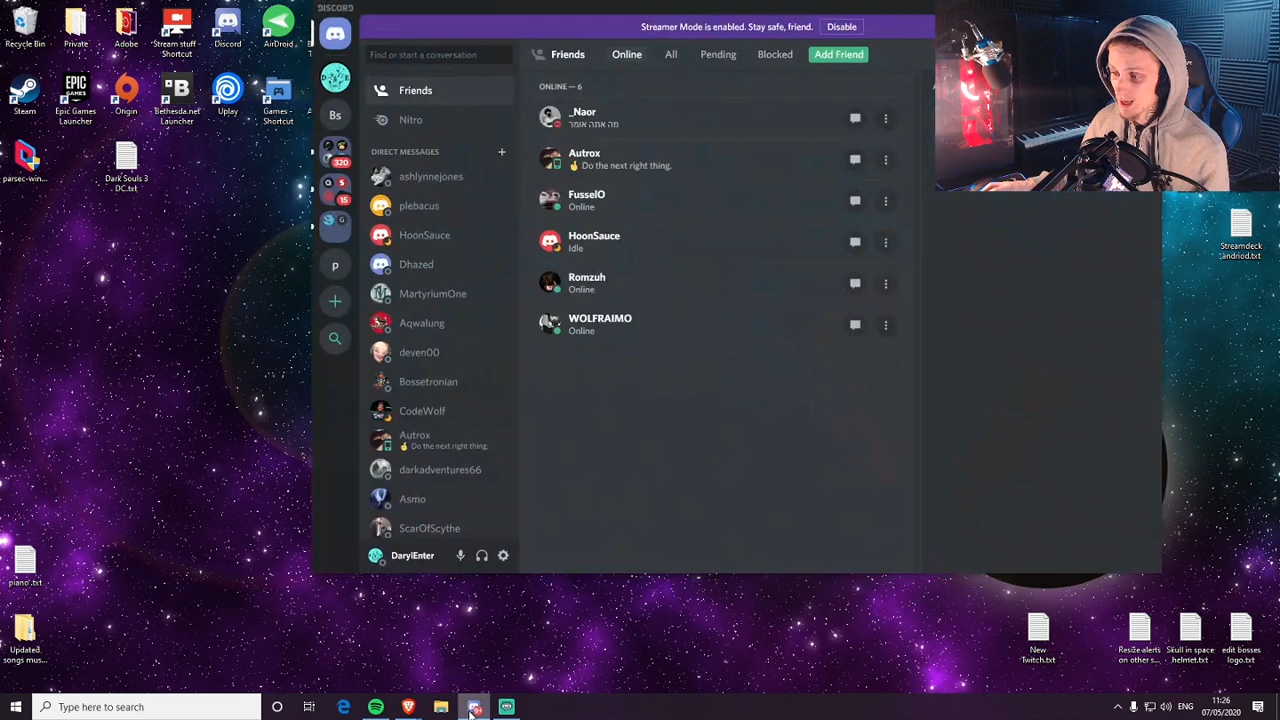 DISCORD
Streamer Mode is enabled. Stay safe, friend.
Disable
Find or start a conversation
Friends
Online
All
Pending
Blocked
Add Friend
Recycle Bin
Private
Adobe
Stream stuff - Shortcut
Discord
AirDroid
Steam
Epic Games Launcher
Origin
Bethesda.net Launcher
Uplay
Games - Shortcut
parsec-win...
Dark Souls 3 DC.txt
Bs
320
15
p
Friends
Nitro
DIRECT MESSAGES
ashlynnejones
plebacus
HoonSauce
Dhazed
MartyriumOne
Aqwalung
deven00
Bossetronian
CodeWolf
Autrox
Do the next right thing.
darkadventures66
Asmo
ScarOfScythe
DarylEnter
ONLINE — 6
_Naor
מה אתה אומר
Autrox
Do the next right thing.
FusselO
Online
HoonSauce
Idle
Romzuh
Online
WOLFRAIMO
Online
Streamdeck andriod.txt
piano'.txt
Updated songs mus...
New Twitch.txt
Resize alerts on other s...
Skull in space helmet.txt
edit bosses logo.txt
Type here to search
ENG
11:26
07/05/2020